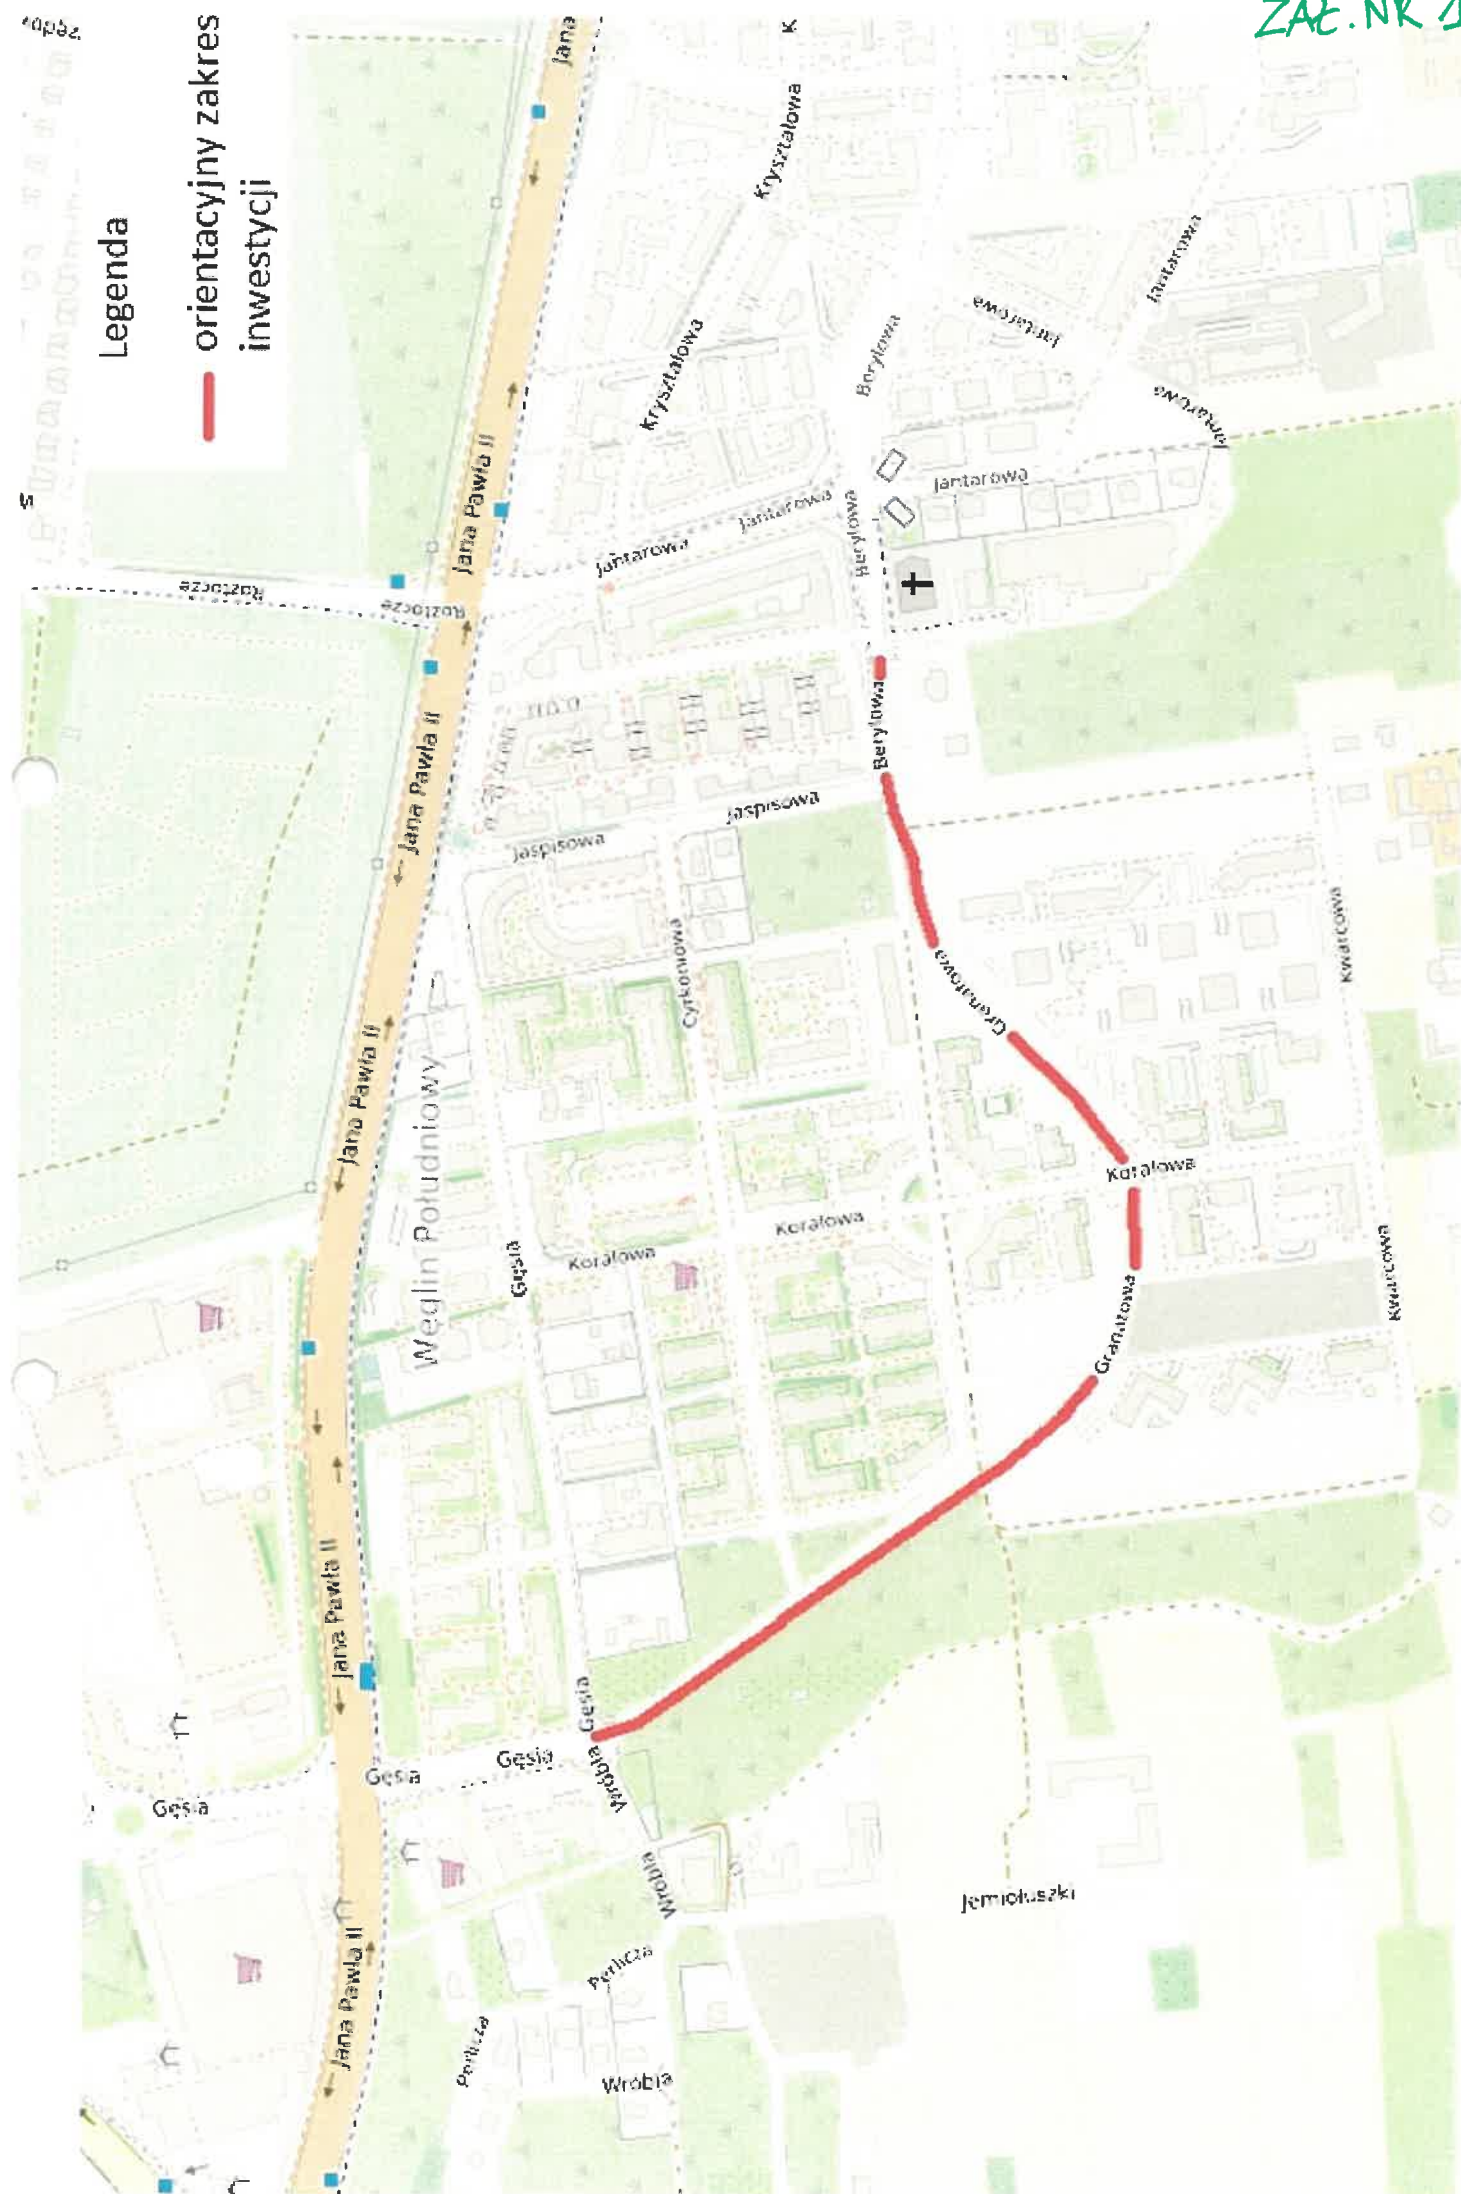 ZAŁ. NR 1
Legenda
orientacyjny zakres
inwestycji
Jana
Jana Pawła II
Jana Pawła II
Jana Pawła II
Jana Pawła II
Jana Pawła II
Roztocze
Roztocze
K
Kryształowa
Kryształowa
Berylowa
Berylowa
Berylowa
Jantarowa
Jantarowa
Jantarowa
Jantarowa
Jantarowa
Jantarowa
Jaspisowa
Jaspisowa
Cyrkoniowa
Węglin Południowy
Granatowa
Granatowa
Koralowa
Koralowa
Koralowa
Kwarcowa
Kwarcowa
Gęsia
Gęsia
Gęsia
Gęsia
Gęsia
Wróbla
Wróbla
Wróbla
Perlicza
Perlicza
Jemiołuszki